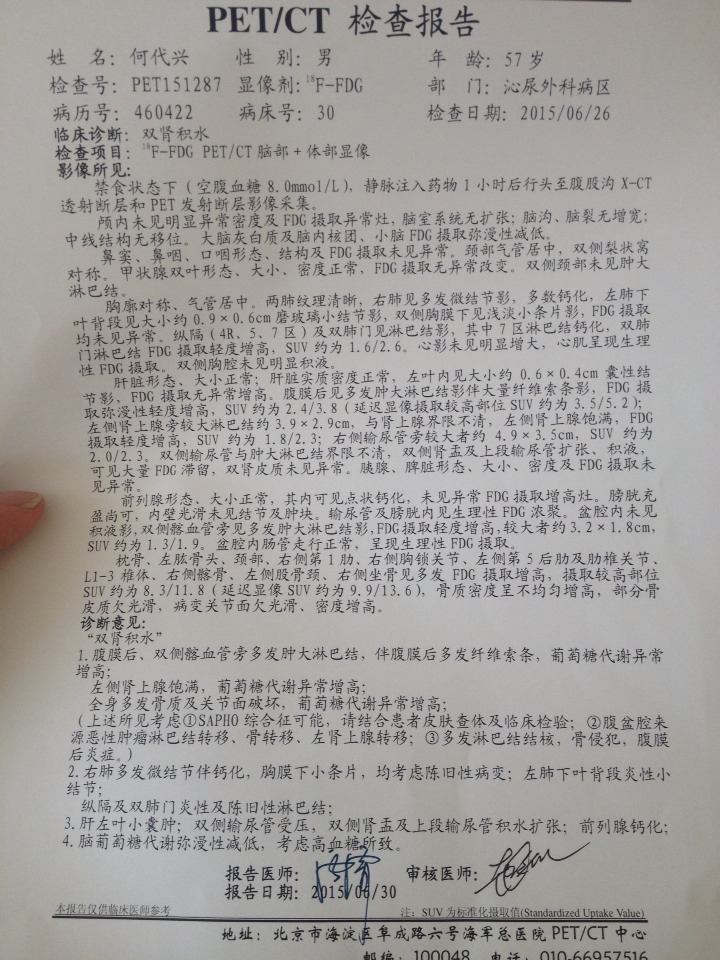 PET/CT 检查报告
姓 名：何代兴 性 别：男 年 龄：57 岁
检查号：PET151287 显像剂：¹⁸F-FDG 部 门：沁尿外科病区
病历号：460422 病床号：30 检查日期：2015/06/26
临床诊断：双肾积水
检查项目：¹⁸F-FDG PET/CT 脑部＋体部显像
影像所见：
禁食状态下（空腹血糖 8.0mmol/L），静脉注入药物 1 小时后行头至腹股沟 X-CT
透射断层和 PET 发射断层影像采集。
颅内未见明显异常密度及 FDG 摄取异常灶，脑室系统无扩张；脑沟、脑裂无增宽；
中线结构无移位。大脑灰白质及脑内核团、小脑 FDG 摄取弥漫性减低。
鼻窦、鼻咽、口咽形态、结构及 FDG 摄取未见异常。颈部气管居中，双侧梨状窝
对称。甲状腺双叶形态、大小、密度正常，FDG 摄取无异常改变。双侧颈部未见肿大
淋巴结。
胸廓对称、气管居中。两肺纹理清晰，右肺见多发微结节影，多数钙化，左肺下
叶背段见大小约 0.9×0.6cm 磨玻璃小结节影，双侧胸膜下见浅淡小条片影，FDG 摄取
均未见异常。纵隔（4R、5、7 区）及双肺门见淋巴结影，其中 7 区淋巴结钙化，双肺
门淋巴结 FDG 摄取轻度增高，SUV 约为 1.6/2.6。心影未见明显增大，心肌呈现生理
性 FDG 摄取。双侧胸腔未见明显积液。
肝脏形态、大小正常；肝脏实质密度正常，左叶内见大小约 0.6×0.4cm 囊性结
节影，FDG 摄取无异常增高。腹膜后见多发肿大淋巴结影伴大量纤维索条影，FDG 摄
取弥漫性轻度增高，SUV 约为 2.4/3.8（延迟显像摄取较高部位 SUV 约为 3.5/5.2）；
左侧肾上腺旁较大淋巴结约 3.9×2.9cm，与肾上腺界限不清，左侧肾上腺饱满，FDG
摄取轻度增高，SUV 约为 1.8/2.3；右侧输尿管旁较大者约 4.9×3.5cm，SUV 约为
2.0/2.3。双侧输尿管与肿大淋巴结界限不清，双侧肾盂及上段输尿管扩张、积液，
可见大量 FDG 滞留，双肾皮质未见异常。胰腺、脾脏形态、大小、密度及 FDG 摄取未
见异常。
前列腺形态、大小正常，其内可见点状钙化，未见异常 FDG 摄取增高灶。膀胱充
盈尚可，内壁光滑未见结节及肿块。输尿管及膀胱内见生理性 FDG 浓聚。盆腔内未见
积液影，双侧髂血管旁见多发肿大淋巴结影，FDG 摄取轻度增高，较大者约 3.2×1.8cm，
SUV 约为 1.3/1.9。盆腔内肠管走行正常，呈现生理性 FDG 摄取。
枕骨、左肱骨头、颈部、右侧第 1 肋、右侧胸锁关节、左侧第 5 后肋及肋椎关节、
L1-3 椎体、右侧髂骨、左侧股骨颈、右侧坐骨见多发 FDG 摄取增高，摄取较高部位
SUV 约为 8.3/11.8（延迟显像 SUV 约为 9.9/13.6），骨质密度呈不均匀增高，部分骨
皮质欠光滑，病变关节面欠光滑、密度增高。
诊断意见：
“双肾积水”
1.腹膜后、双侧髂血管旁多发肿大淋巴结，伴腹膜后多发纤维索条，葡萄糖代谢异常
增高；
左侧肾上腺饱满，葡萄糖代谢异常增高；
全身多发骨质及关节面破坏，葡萄糖代谢异常增高；
（上述所见考虑①SAPHO 综合征可能，请结合患者皮肤查体及临床检验；②腹盆腔来
源恶性肿瘤淋巴结转移、骨转移、左肾上腺转移；③多发淋巴结结核，骨侵犯，腹膜
后炎症。）
2.右肺多发微结节伴钙化，胸膜下小条片，均考虑陈旧性病变；左肺下叶背段炎性小
结节；
纵隔及双肺门炎性及陈旧性淋巴结；
3.肝左叶小囊肿；双侧输尿管受压，双侧肾盂及上段输尿管积水扩张；前列腺钙化；
4.脑葡萄糖代谢弥漫性减低，考虑高血糖所致。
报告医师： 审核医师：
报告日期：2015/06/30
本报告仅供临床医师参考 注：SUV 为标准化摄取值(Standardized Uptake Value)
地址：北京市海淀区阜成路六号海军总医院 PET/CT 中心
邮编：100048 电话：010-66957516